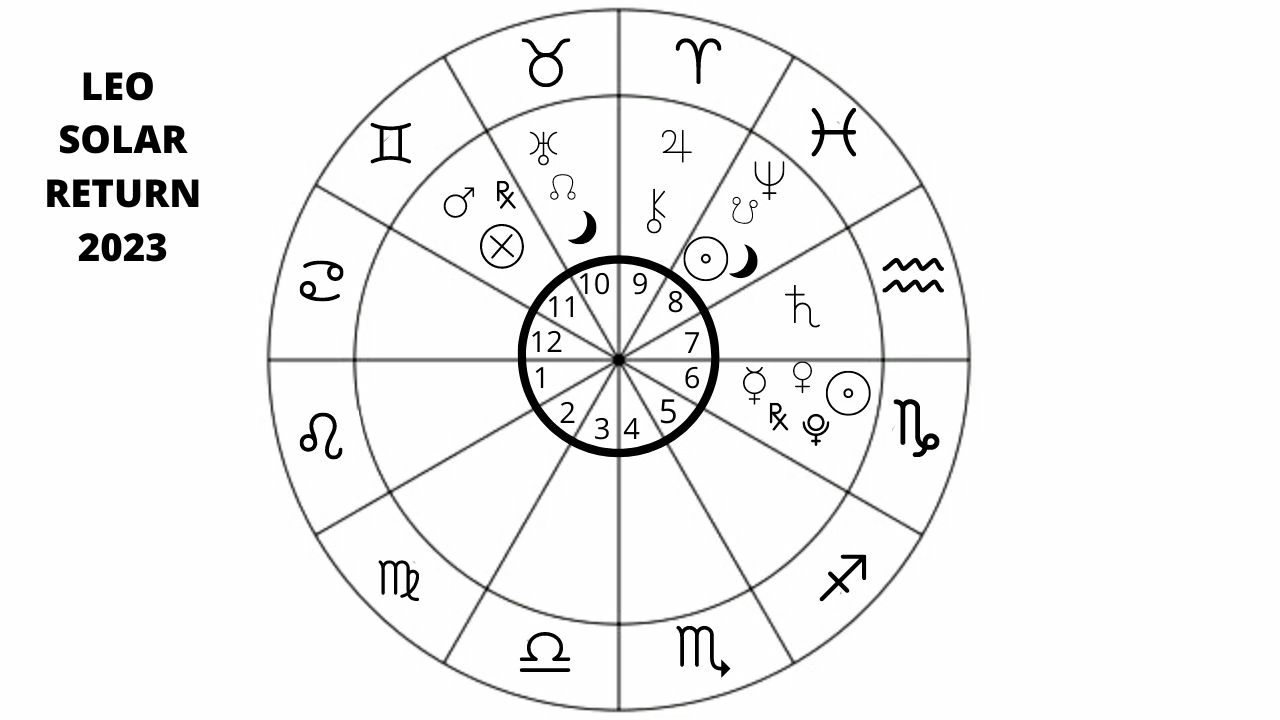 LEO
SOLAR
RETURN
2023
♉ ♈
♊ ♓
♅ ♃
♂ ℞ ☊ ♆
⚷ ☋
⊗ ☽ ☉ ☽
♋ 10 9 ♒
11 8 ♄
12 7
1 6 ☿ ♀ ☉
2 5 ℞ ♇
♌ 3 4 ♑
♍ ♐
♎ ♏